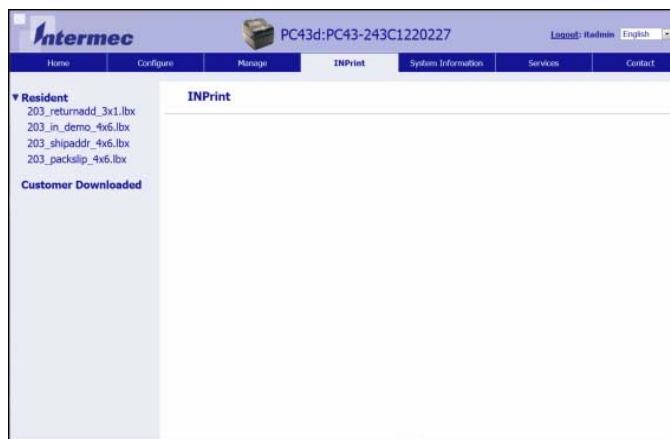 Intermec
PC43d:PC43-243C1220227
Logout: itadmin English
Home Configure Manage INPrint System Information Services Contact
Resident
203_returnadd_3x1.lbx
203_in_demo_4x6.lbx
203_shipaddr_4x6.lbx
203_packslip_4x6.lbx
Customer Downloaded
INPrint